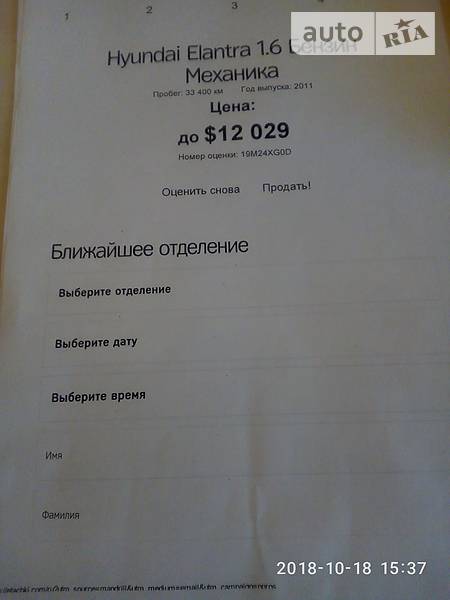 1 2 3 4
auto RIA
Hyundai Elantra 1.6 Бензин
Механика
Пробег: 33 400 км Год выпуска: 2011
Цена:
до $12 029
Номер оценки: 19M24XG0D
Оценить снова Продать!
Ближайшее отделение
Выберите отделение
Выберите дату
Выберите время
Имя
Фамилия
2018-10-18 15:37